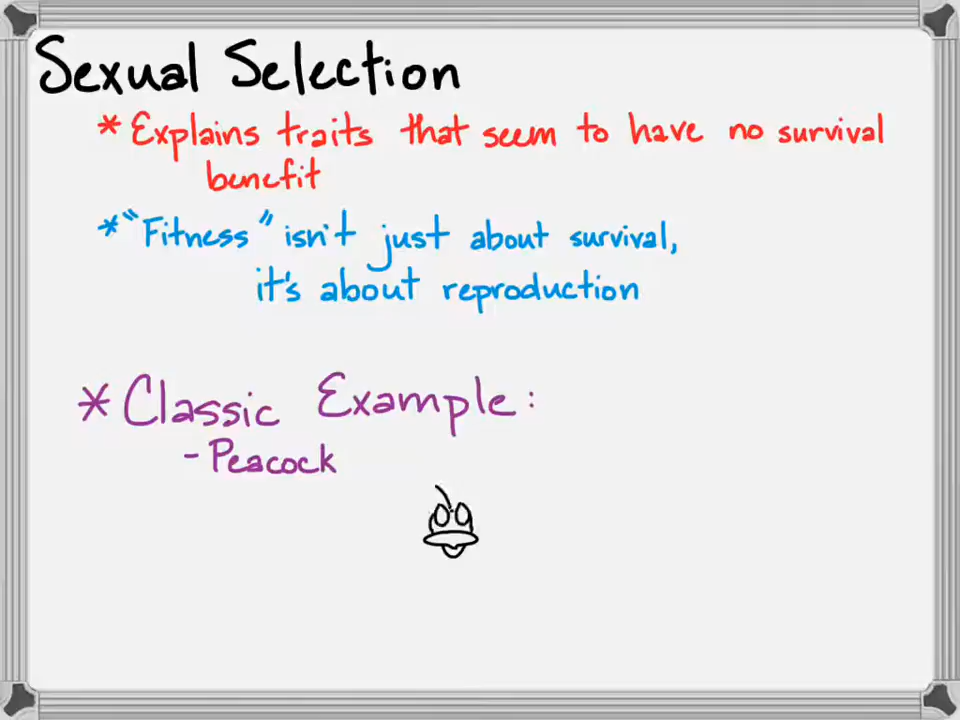 Sexual Selection
* Explains traits that seem to have no survival
benefit
* "Fitness" isn't just about survival,
it's about reproduction
* Classic Example:
- Peacock